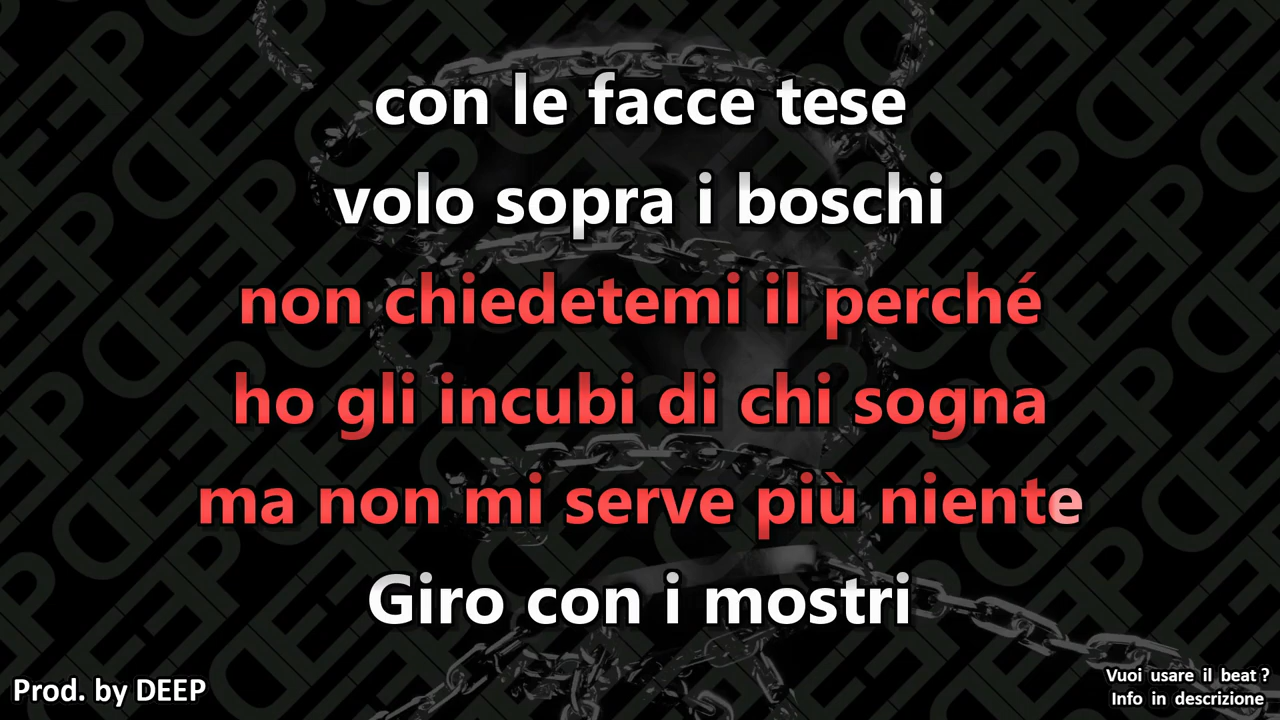 con le facce tese
volo sopra i boschi
non chiedetemi il perché
ho gli incubi di chi sogna
ma non mi serve più niente
Giro con i mostri
Prod. by DEEP
Vuoi usare il beat ?
Info in descrizione